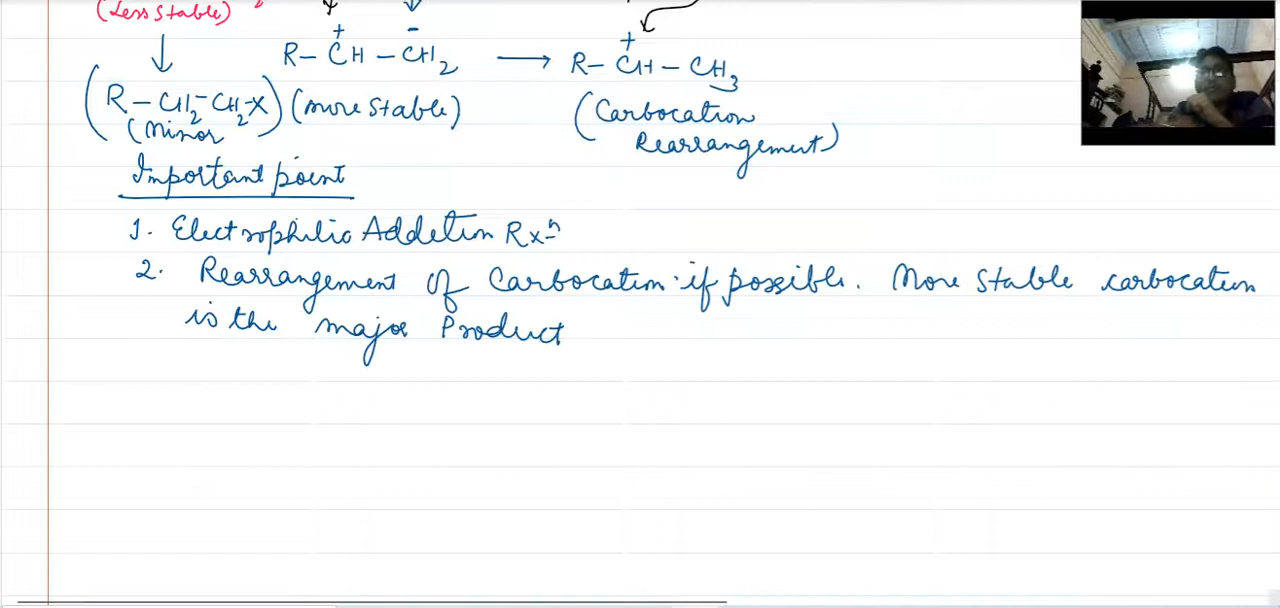 (Less Stable)
R – C⁺H – C⁻H₂ ⟶ R – C⁺H – CH₃
(R – CH₂ – CH₂ – X) (more stable) (Carbocation
(Minor Rearrangement)
Important point
1. Electrophilic Addetion Rxⁿ
2. Rearrangement of Carbocation if possible. More Stable carbocation
is the major Product